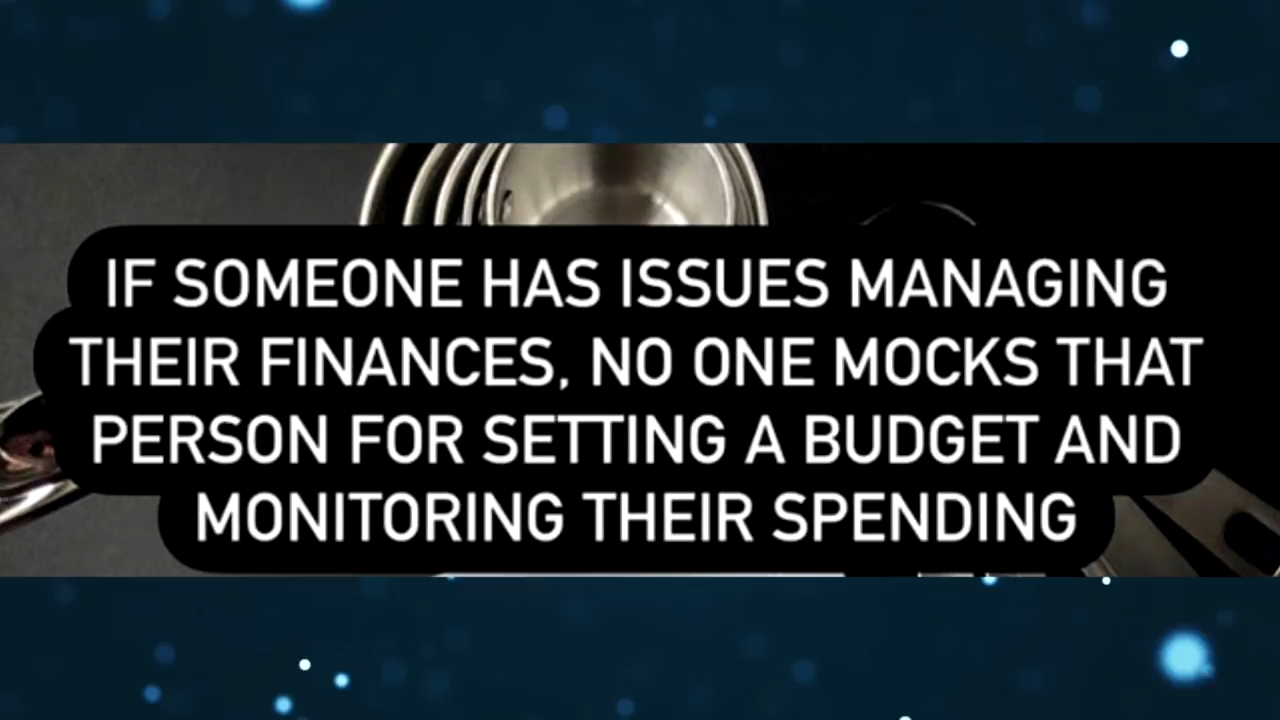 IF SOMEONE HAS ISSUES MANAGING
THEIR FINANCES, NO ONE MOCKS THAT
PERSON FOR SETTING A BUDGET AND
MONITORING THEIR SPENDING